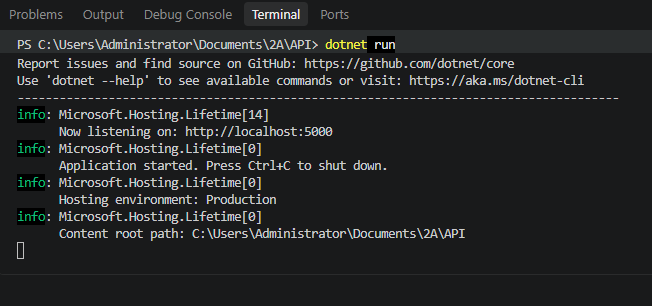 Problems Output Debug Console Terminal Ports
PS C:\Users\Administrator\Documents\2A\API> dotnet run
Report issues and find source on GitHub: https://github.com/dotnet/core
Use 'dotnet --help' to see available commands or visit: https://aka.ms/dotnet-cli
--------------------------------------------------------------------------------------
info: Microsoft.Hosting.Lifetime[14]
Now listening on: http://localhost:5000
info: Microsoft.Hosting.Lifetime[0]
Application started. Press Ctrl+C to shut down.
info: Microsoft.Hosting.Lifetime[0]
Hosting environment: Production
info: Microsoft.Hosting.Lifetime[0]
Content root path: C:\Users\Administrator\Documents\2A\API